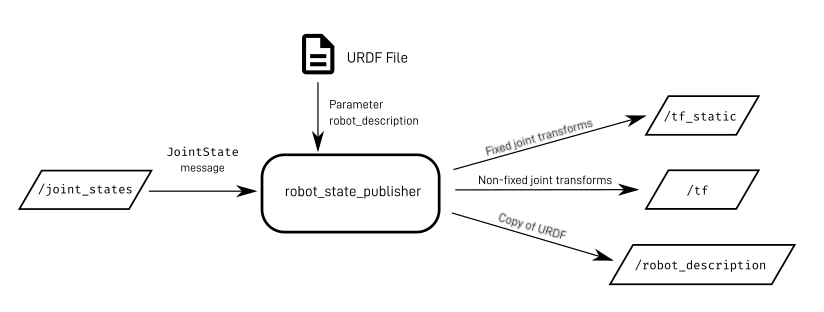 URDF File
Parameter
robot_description
JointState
message
/joint_states
robot_state_publisher
Fixed joint transforms
/tf_static
Non-fixed joint transforms
/tf
Copy of URDF
/robot_description